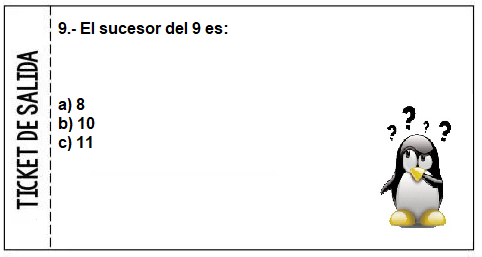 TICKET DE SALIDA
9.- El sucesor del 9 es:
a) 8
b) 10
c) 11
? ? ? ?